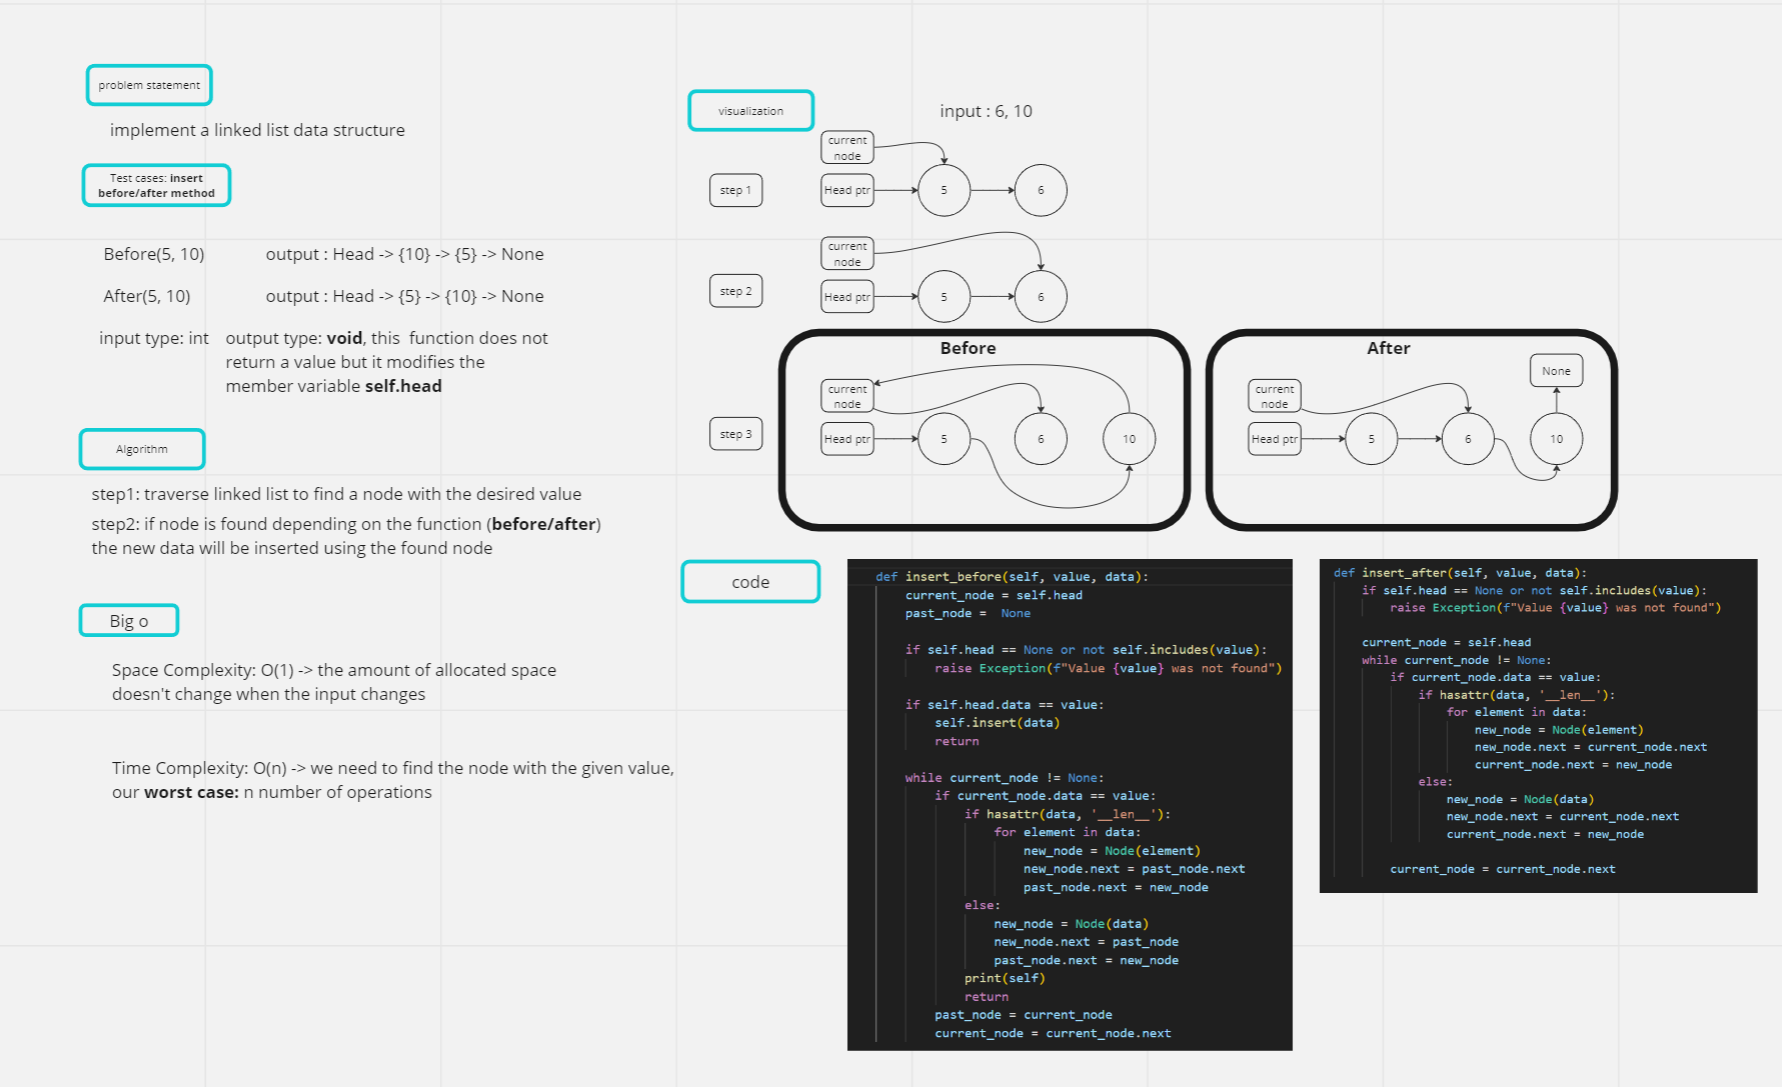 problem statement
implement a linked list data structure
Test cases: insert
before/after method
Before(5, 10)
output : Head -> {10} -> {5} -> None
After(5, 10)
output : Head -> {5} -> {10} -> None
input type: int
output type: void, this  function does not
return a value but it modifies the
member variable self.head
Algorithm
step1: traverse linked list to find a node with the desired value
step2: if node is found depending on the function (before/after)
the new data will be inserted using the found node
Big o
Space Complexity: O(1) -> the amount of allocated space
doesn't change when the input changes
Time Complexity: O(n) -> we need to find the node with the given value,
our worst case: n number of operations
visualization
input : 6, 10
step 1
current
node
Head ptr
5
6
step 2
current
node
Head ptr
5
6
step 3
Before
current
node
Head ptr
5
6
10
After
current
node
Head ptr
5
6
10
None
code
def insert_before(self, value, data):
current_node = self.head
past_node =  None
if self.head == None or not self.includes(value):
raise Exception(f"Value {value} was not found")
if self.head.data == value:
self.insert(data)
return
while current_node != None:
if current_node.data == value:
if hasattr(data, '__len__'):
for element in data:
new_node = Node(element)
new_node.next = past_node.next
past_node.next = new_node
else:
new_node = Node(data)
new_node.next = past_node
past_node.next = new_node
print(self)
return
past_node = current_node
current_node = current_node.next
def insert_after(self, value, data):
if self.head == None or not self.includes(value):
raise Exception(f"Value {value} was not found")
current_node = self.head
while current_node != None:
if current_node.data == value:
if hasattr(data, '__len__'):
for element in data:
new_node = Node(element)
new_node.next = current_node.next
current_node.next = new_node
else:
new_node = Node(data)
new_node.next = current_node.next
current_node.next = new_node
current_node = current_node.next